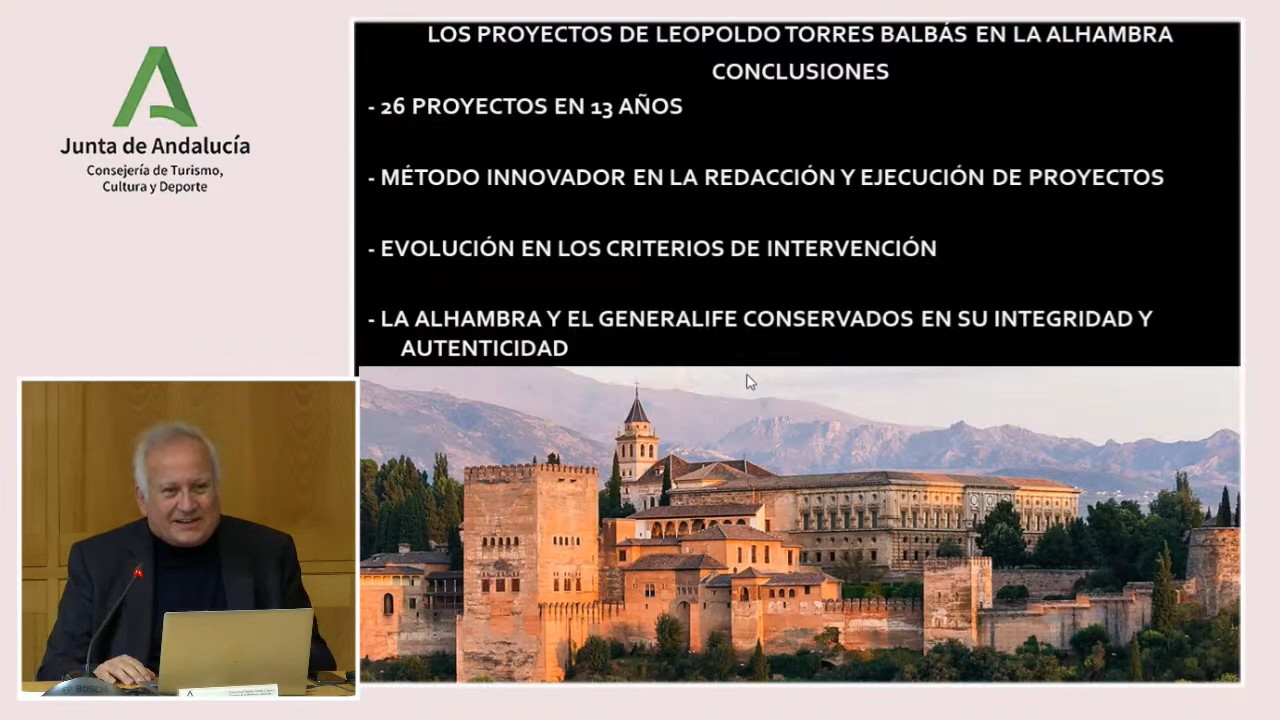 Junta de Andalucía
Consejería de Turismo,
Cultura y Deporte
LOS PROYECTOS DE LEOPOLDO TORRES BALBÁS EN LA ALHAMBRA
CONCLUSIONES
- 26 PROYECTOS EN 13 AÑOS
- MÉTODO INNOVADOR EN LA REDACCIÓN Y EJECUCIÓN DE PROYECTOS
- EVOLUCIÓN EN LOS CRITERIOS DE INTERVENCIÓN
- LA ALHAMBRA Y EL GENERALIFE CONSERVADOS EN SU INTEGRIDAD Y
AUTENTICIDAD
BOSCH